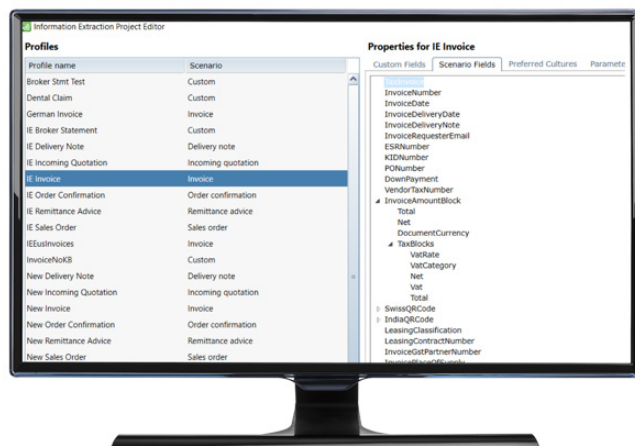 Information Extraction Project Editor
Profiles
Profile name Scenario
Broker Stmt Test Custom
Dental Claim Custom
German Invoice Invoice
IE Broker Statement Custom
IE Delivery Note Delivery note
IE Incoming Quotation Incoming quotation
IE Invoice Invoice
IE Order Confirmation Order confirmation
IE Remittance Advice Remittance advice
IE Sales Order Sales order
IEEusInvoices Invoice
InvoiceNoKB Custom
New Delivery Note Delivery note
New Incoming Quotation Incoming quotation
New Invoice Invoice
New Order Confirmation Order confirmation
New Remittance Advice Remittance advice
New Sales Order Sales order
Properties for IE Invoice
Custom Fields Scenario Fields Preferred Cultures Paramete
InvoiceNumber
InvoiceDate
InvoiceDeliveryDate
InvoiceDeliveryNote
InvoiceRequesterEmail
ESRNumber
KIDNumber
PONumber
DownPayment
VendorTaxNumber
InvoiceAmountBlock
Total
Net
DocumentCurrency
TaxBlocks
VatRate
VatCategory
Net
Vat
Total
SwissQRCode
IndiaQRCode
LeasingClassification
LeasingContractNumber
InvoiceGstPartnerNumber
InvoicePlaceOfSupply